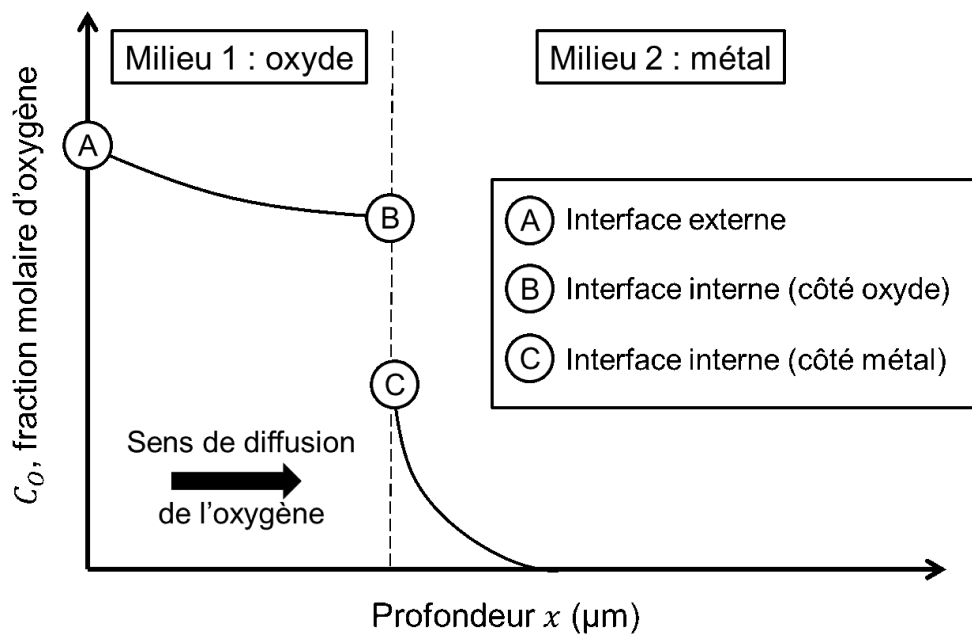 Milieu 1 : oxyde
Milieu 2 : métal
C_O, fraction molaire d’oxygène
A
B
C
A Interface externe
B Interface interne (côté oxyde)
C Interface interne (côté métal)
Sens de diffusion
de l’oxygène
Profondeur x (µm)